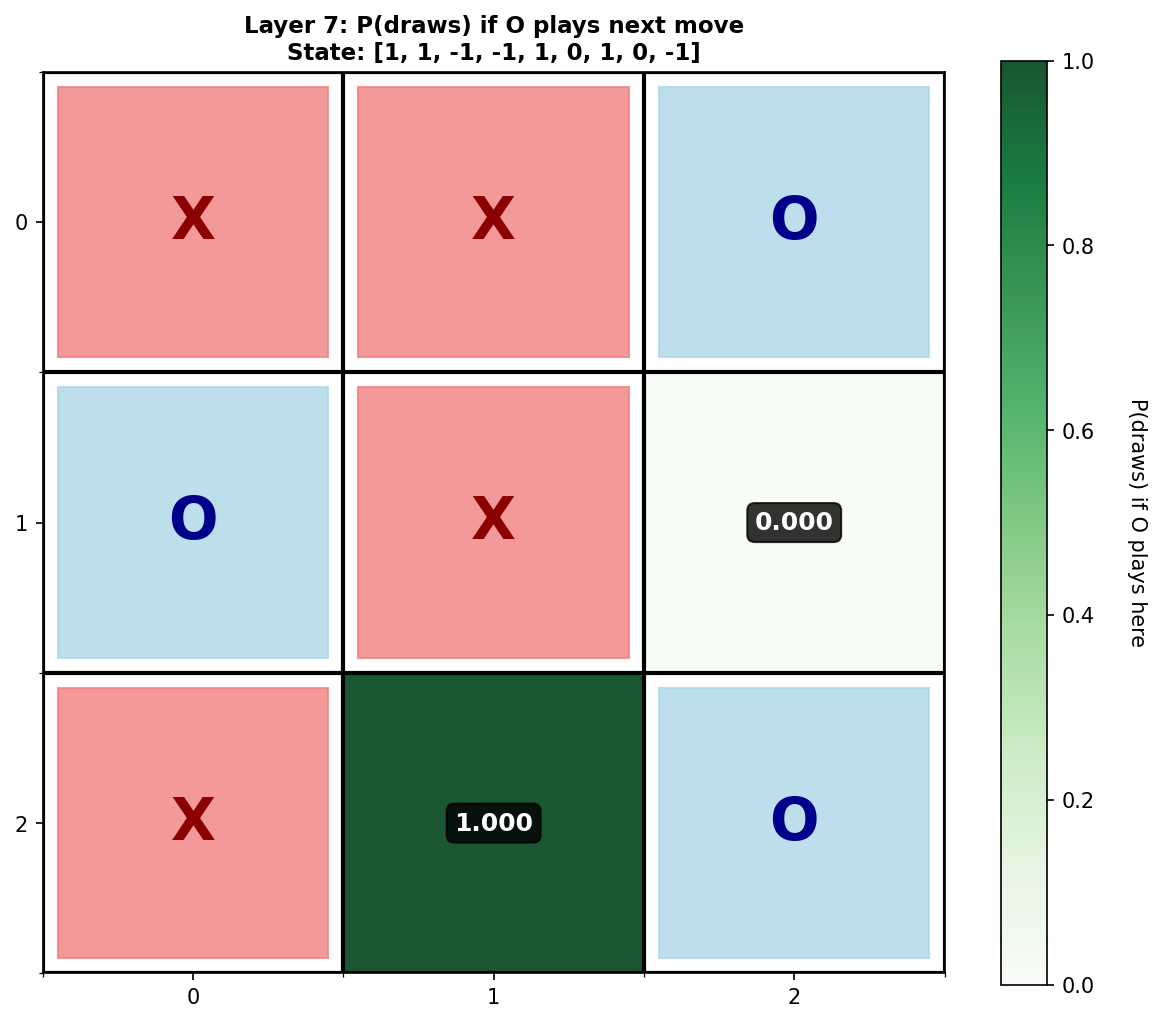 Layer 7: P(draws) if O plays next move
State: [1, 1, -1, -1, 1, 0, 1, 0, -1]
X
X
O
O
X
0.000
X
1.000
O
0
1
2
0
1
2
1.0
0.8
0.6
0.4
0.2
0.0
P(draws) if O plays here